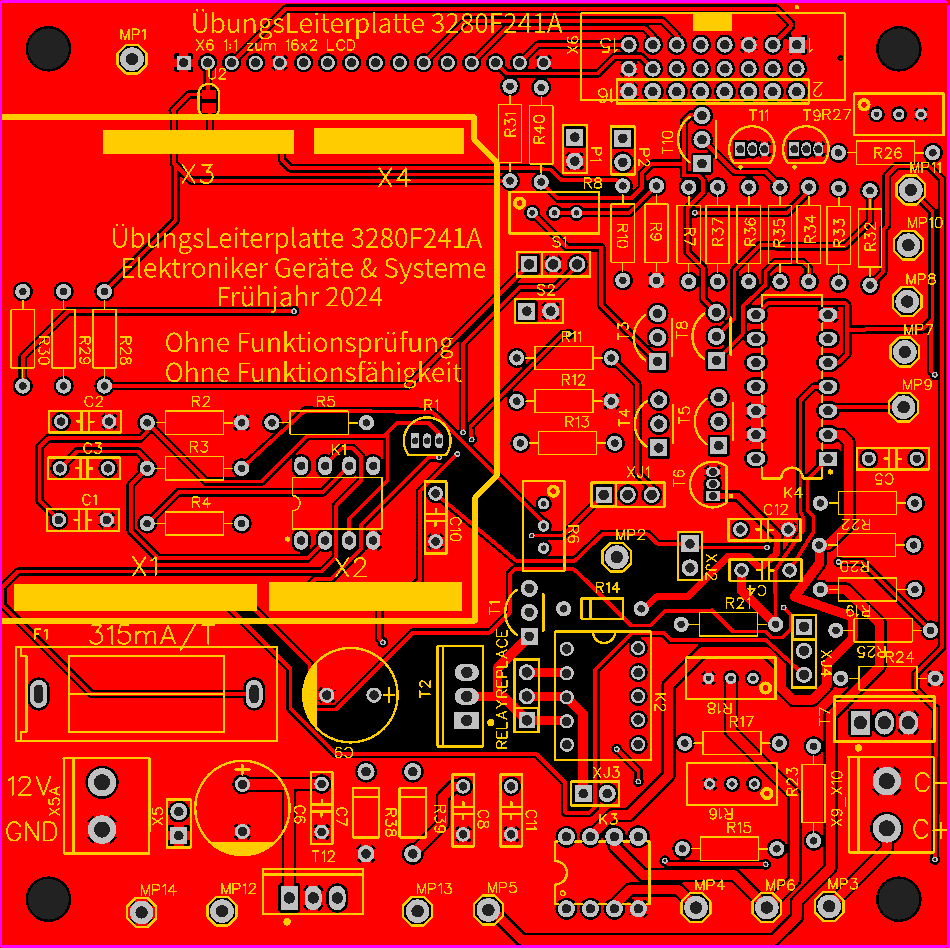 ÜbungsLeiterplatte 3280F241A
MP1
X6 1:1 zum 16x2 LCD
15
X6
1
16
2
U2
R31
R40
P1
P2
T10
T11
T9
R27
R26
X3
X4
R8
MP11
R10
R9
R7
R37
R36
R35
R34
R33
R32
MP10
ÜbungsLeiterplatte 3280F241A
Elektroniker Geräte & Systeme
Frühjahr 2024
S1
MP8
S2
Ohne Funktionsprüfung
Ohne Funktionsfähigkeit
R30
R29
R28
R11
T3
T8
MP7
R12
MP9
C2
R2
R5
R1
R13
T4
T5
C3
R3
K1
XJ1
T6
C5
K4
C1
R4
C10
R6
MP2
C12
R22
XJ2
R20
X1
X2
C4
R14
R19
T1
R21
F1
315mA/T
R25
XJ4
R24
T2
RELAYREPLACE
K2
R18
R17
T7
C9
12V
GND
X5A
X5
C6
C7
R38
R39
C8
C11
XJ3
K3
R16
R15
R23
X9_X10
C-
C+
T12
MP14
MP12
MP13
MP5
MP4
MP6
MP3